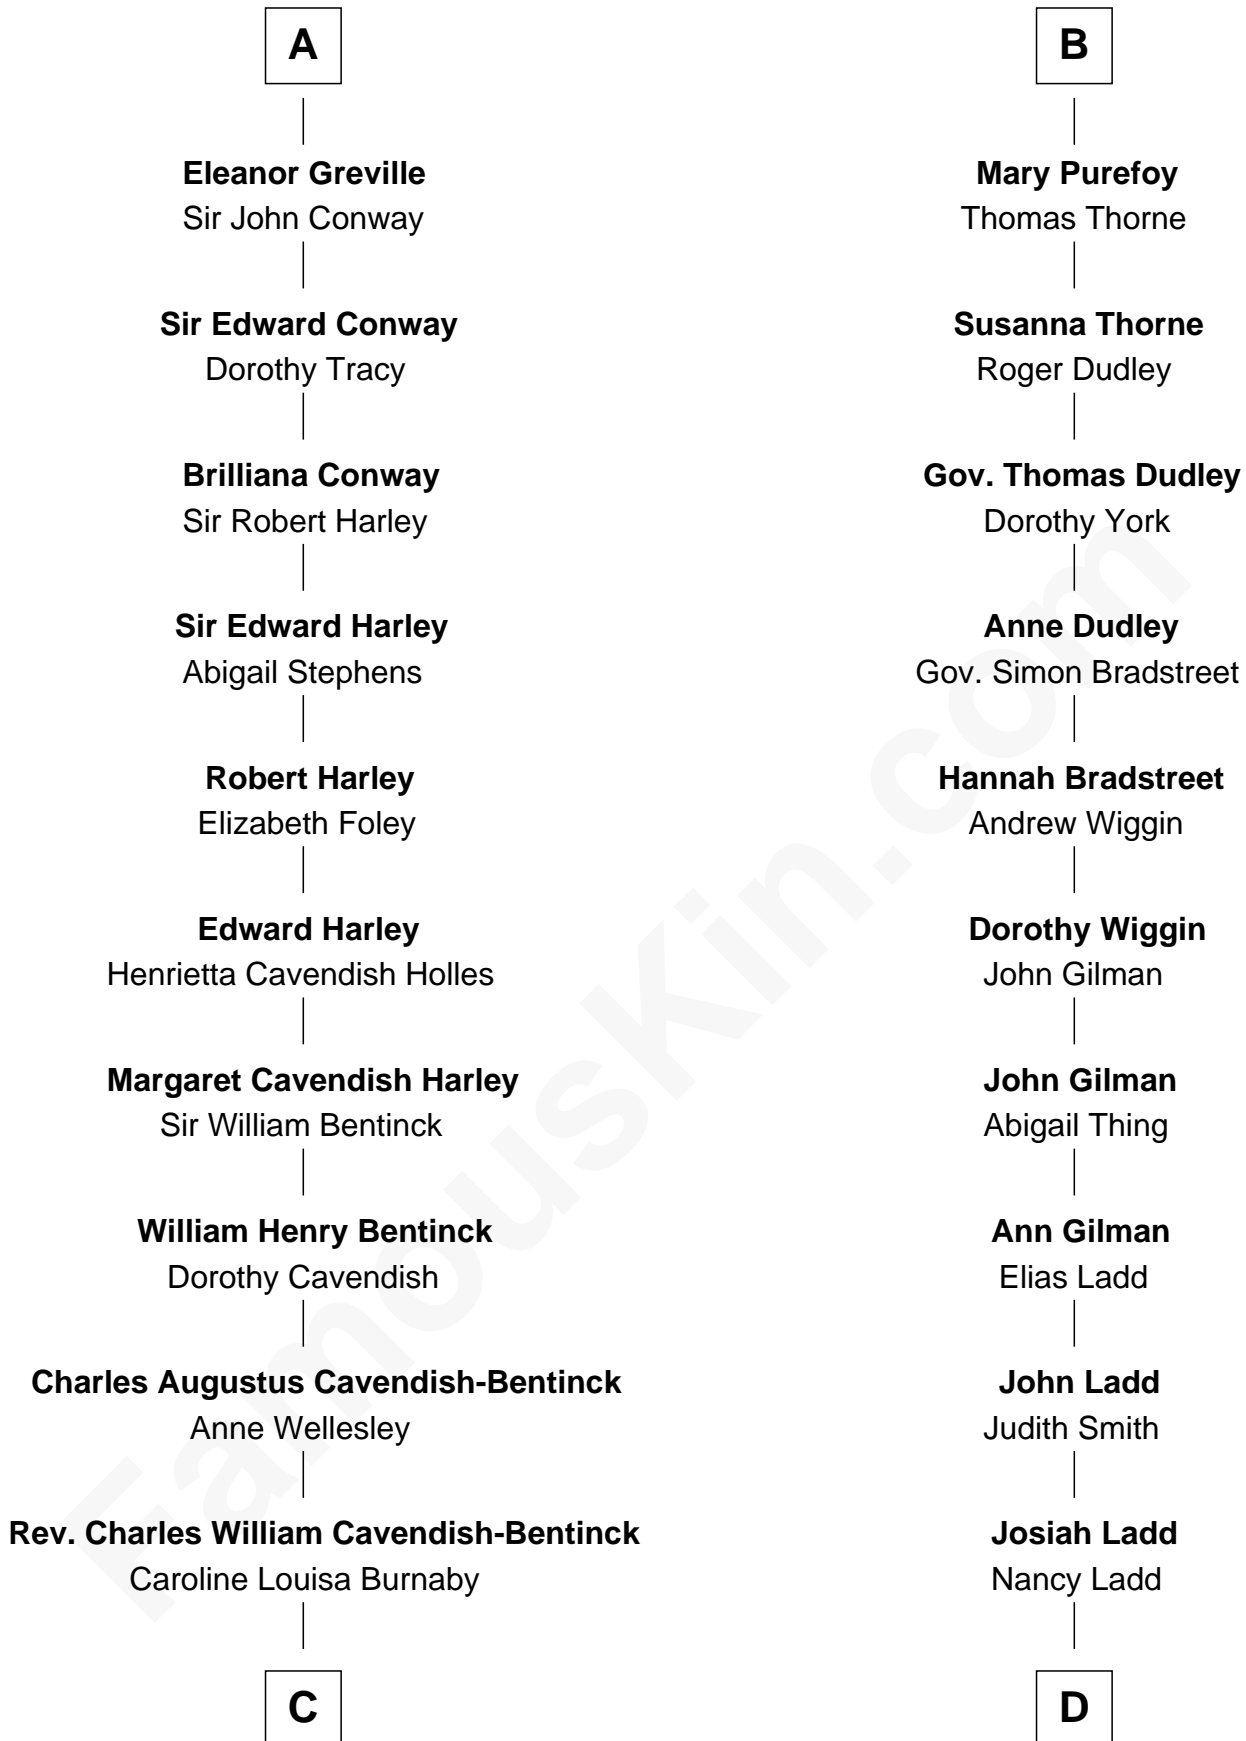 A
Eleanor Greville
Sir John Conway
Sir Edward Conway
Dorothy Tracy
Brilliana Conway
Sir Robert Harley
Sir Edward Harley
Abigail Stephens
Robert Harley
Elizabeth Foley
Edward Harley
Henrietta Cavendish Holles
Margaret Cavendish Harley
Sir William Bentinck
William Henry Bentinck
Dorothy Cavendish
Charles Augustus Cavendish-Bentinck
Anne Wellesley
Rev. Charles William Cavendish-Bentinck
Caroline Louisa Burnaby
C
B
Mary Purefoy
Thomas Thorne
Susanna Thorne
Roger Dudley
Gov. Thomas Dudley
Dorothy York
Anne Dudley
Gov. Simon Bradstreet
Hannah Bradstreet
Andrew Wiggin
Dorothy Wiggin
John Gilman
John Gilman
Abigail Thing
Ann Gilman
Elias Ladd
John Ladd
Judith Smith
Josiah Ladd
Nancy Ladd
D
FamousKin.com